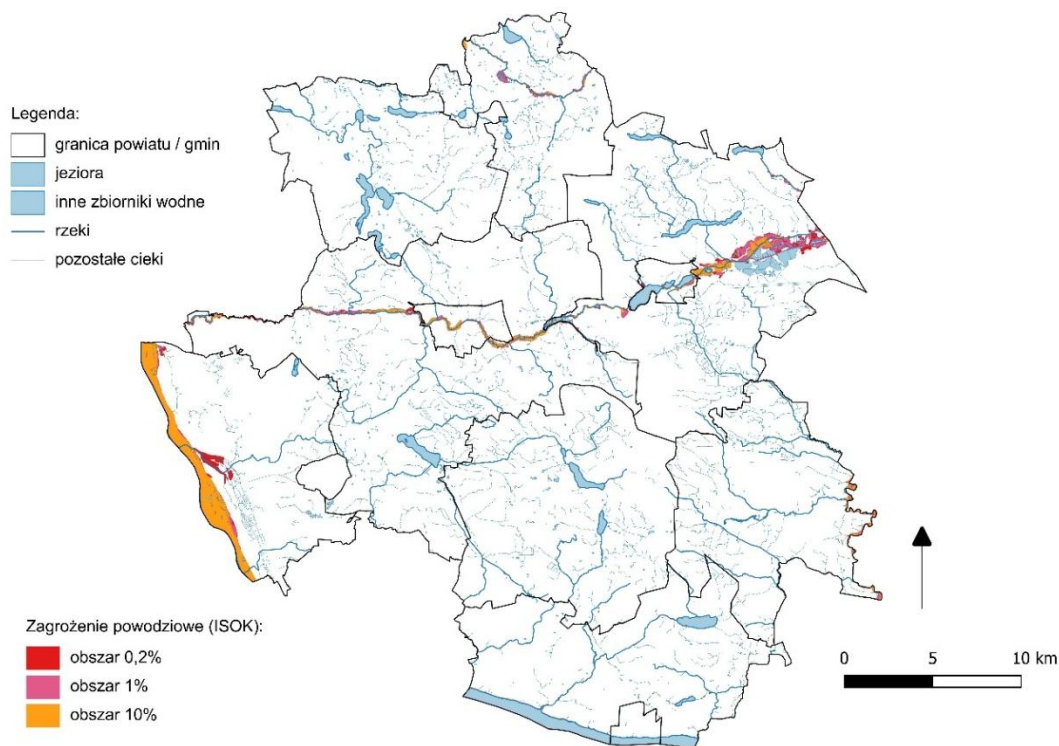 Legenda:
granica powiatu / gmin
jeziora
inne zbiorniki wodne
rzeki
pozostałe cieki
Zagrożenie powodziowe (ISOK):
obszar 0,2%
obszar 1%
obszar 10%
0 5 10 km